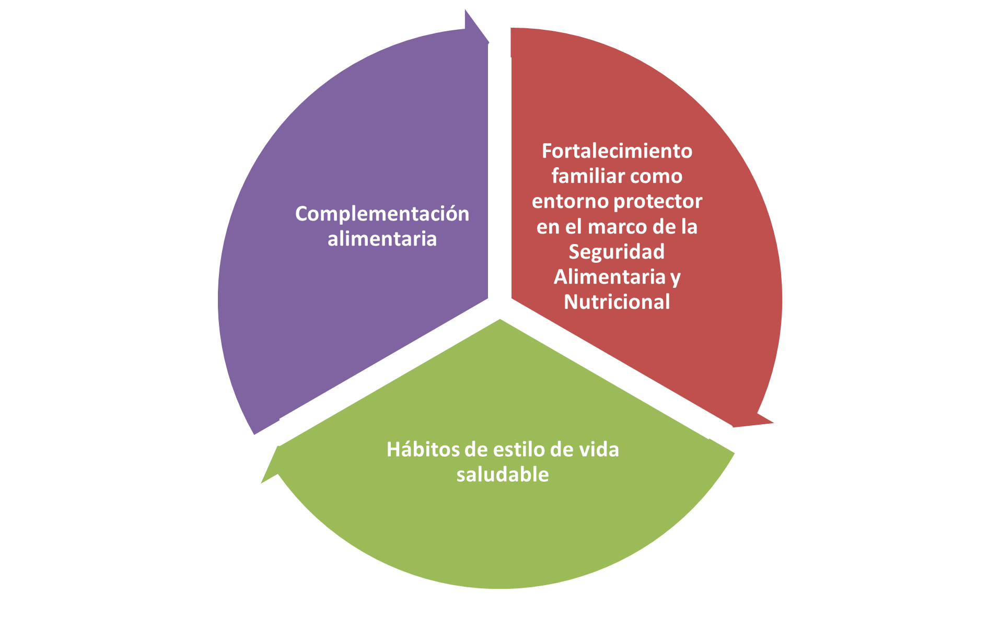 Complementación
alimentaria
Fortalecimiento
familiar como
entorno protector
en el marco de la
Seguridad
Alimentaria y
Nutricional
Hábitos de estilo de vida
saludable